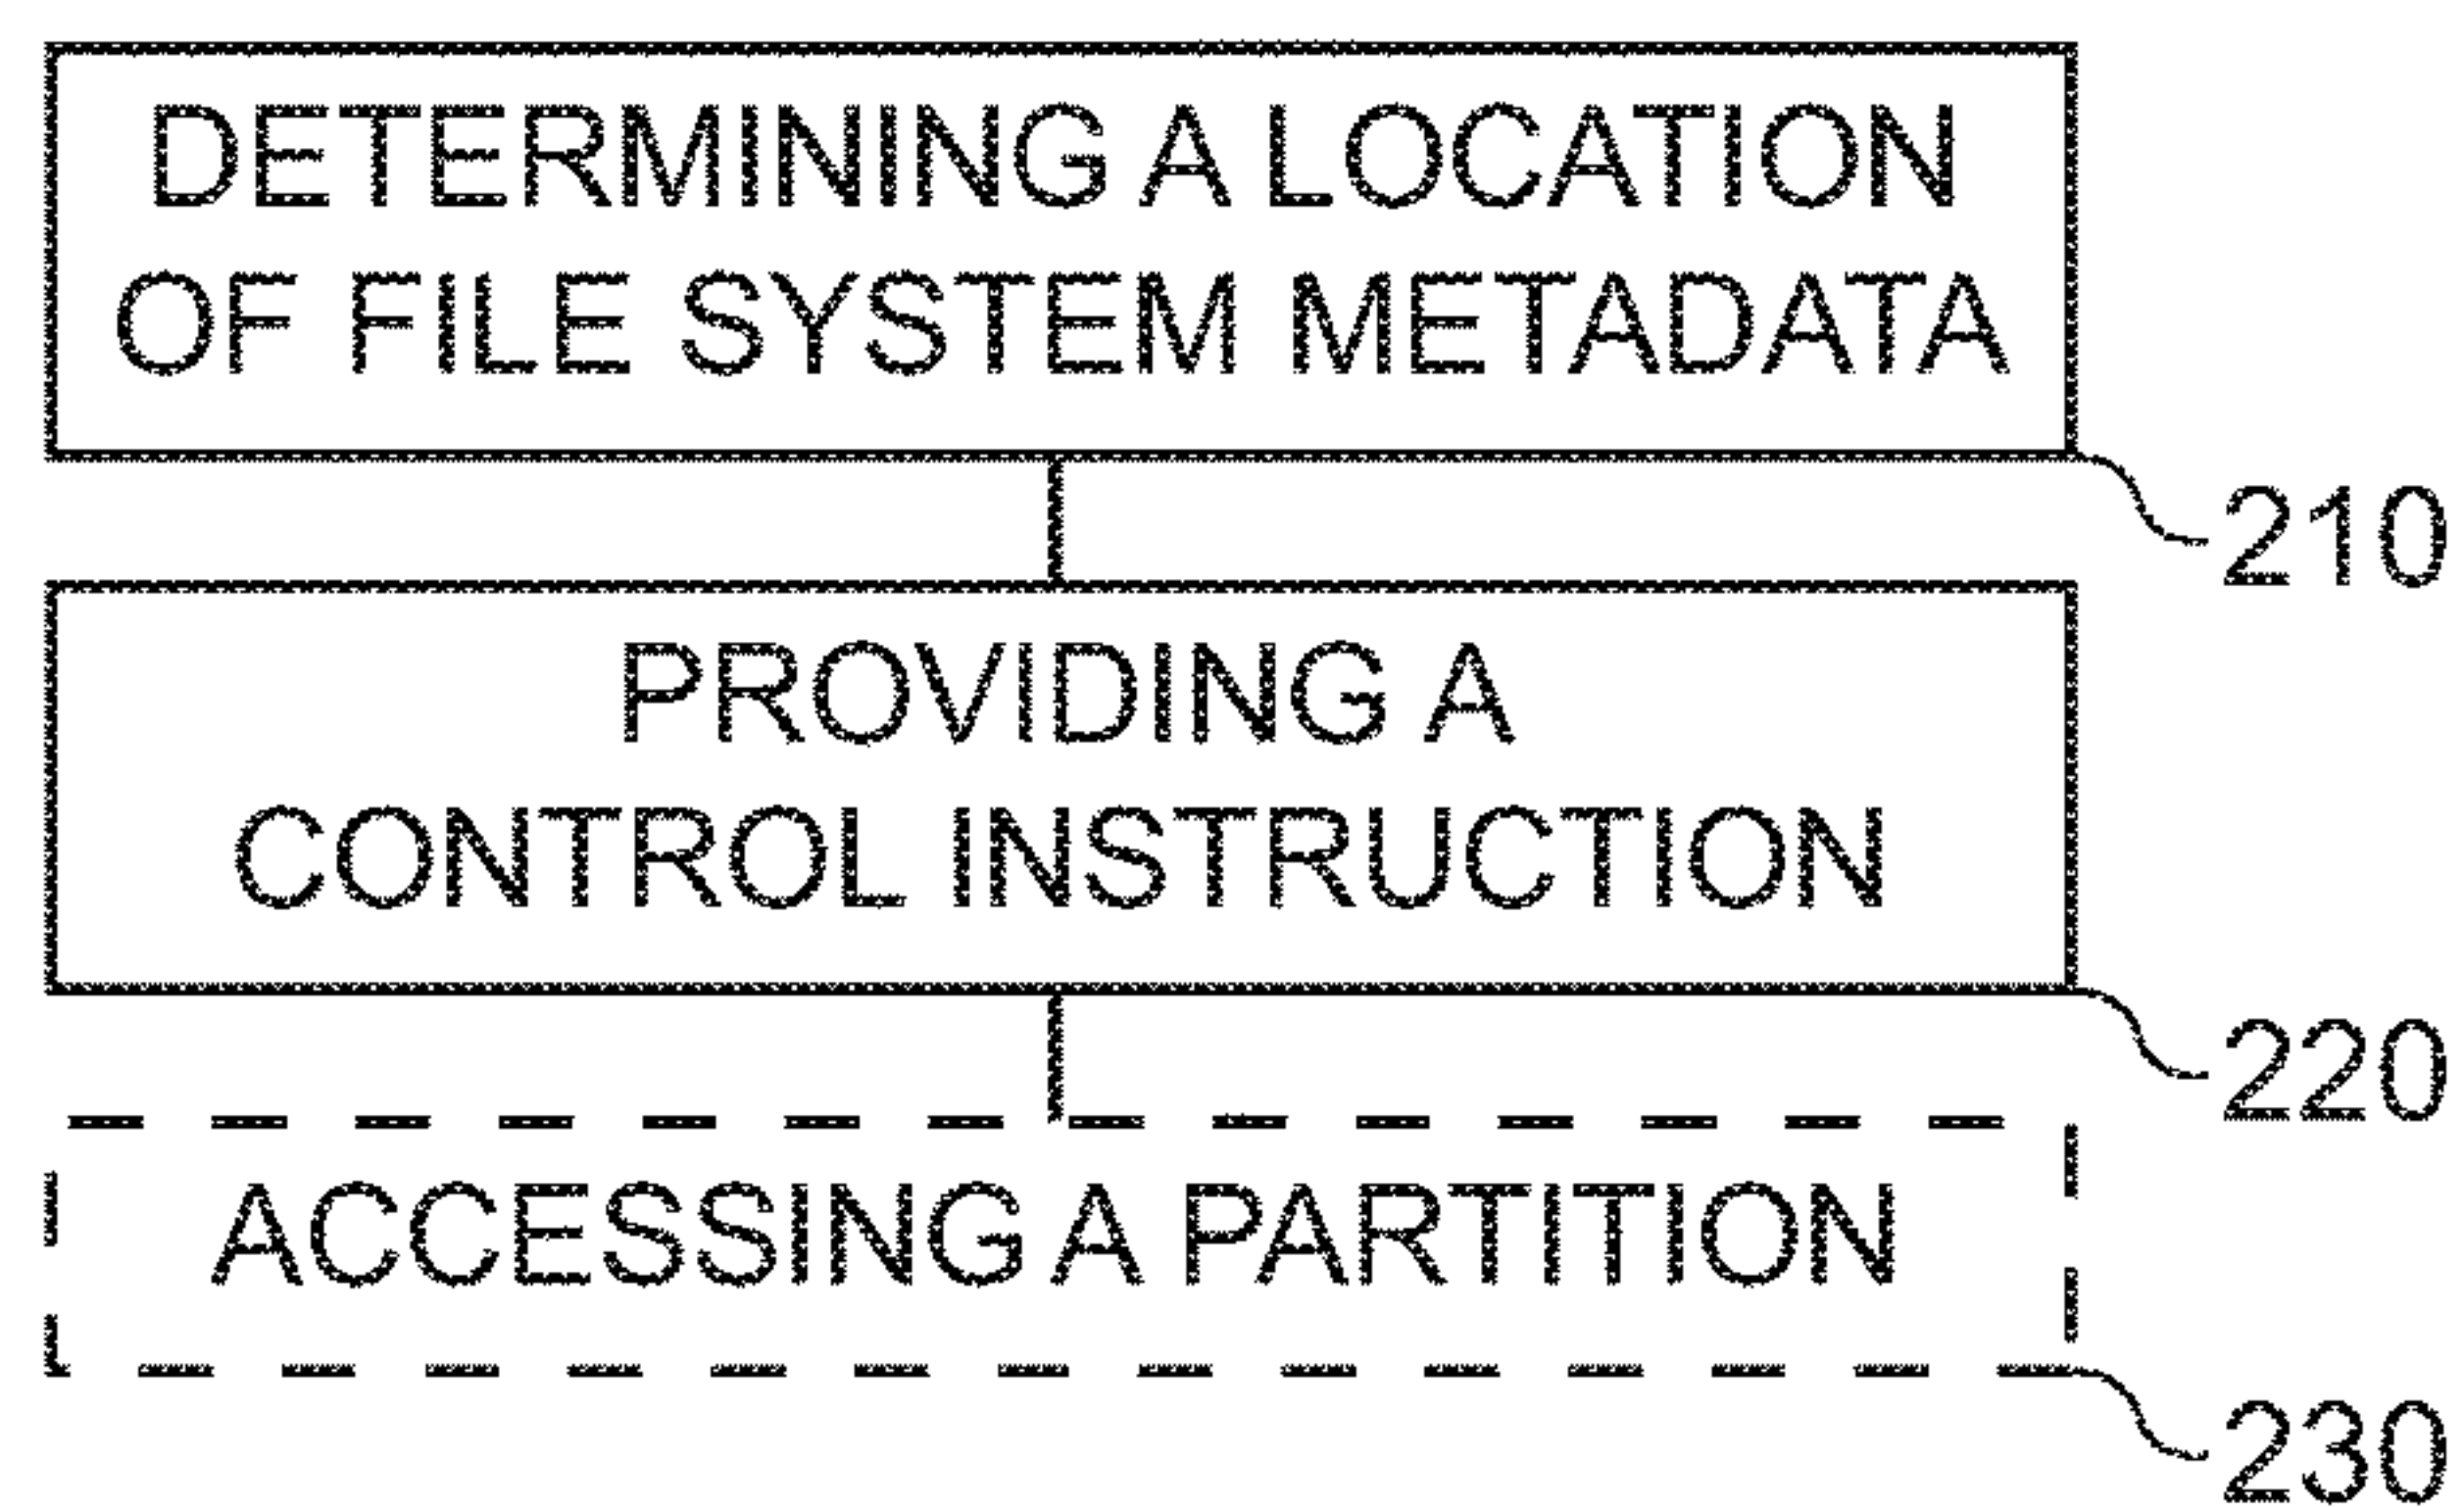 DETERMINING A LOCATION
OF FILE SYSTEM METADATA
210
PROVIDING A
CONTROL INSTRUCTION
220
ACCESSING A PARTITION
230